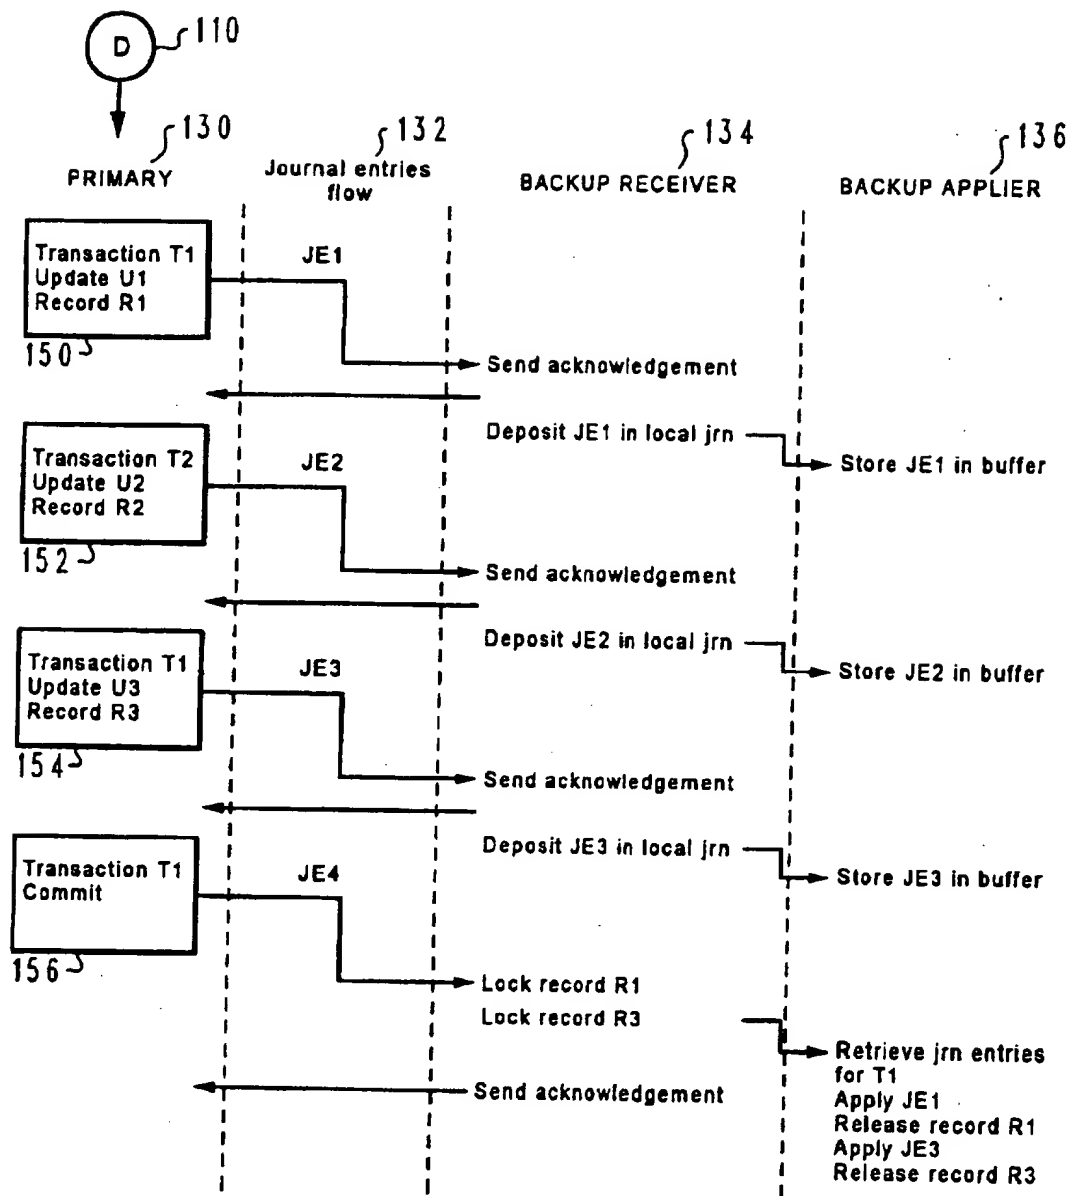 D
110
130
132
134
136
PRIMARY
Journal entries
flow
BACKUP RECEIVER
BACKUP APPLIER
Transaction T1
Update U1
Record R1
150
JE1
Send acknowledgement
Deposit JE1 in local jrn
Store JE1 in buffer
Transaction T2
Update U2
Record R2
152
JE2
Send acknowledgement
Deposit JE2 in local jrn
Store JE2 in buffer
Transaction T1
Update U3
Record R3
154
JE3
Send acknowledgement
Deposit JE3 in local jrn
Store JE3 in buffer
Transaction T1
Commit
156
JE4
Lock record R1
Lock record R3
Send acknowledgement
Retrieve jrn entries
for T1
Apply JE1
Release record R1
Apply JE3
Release record R3